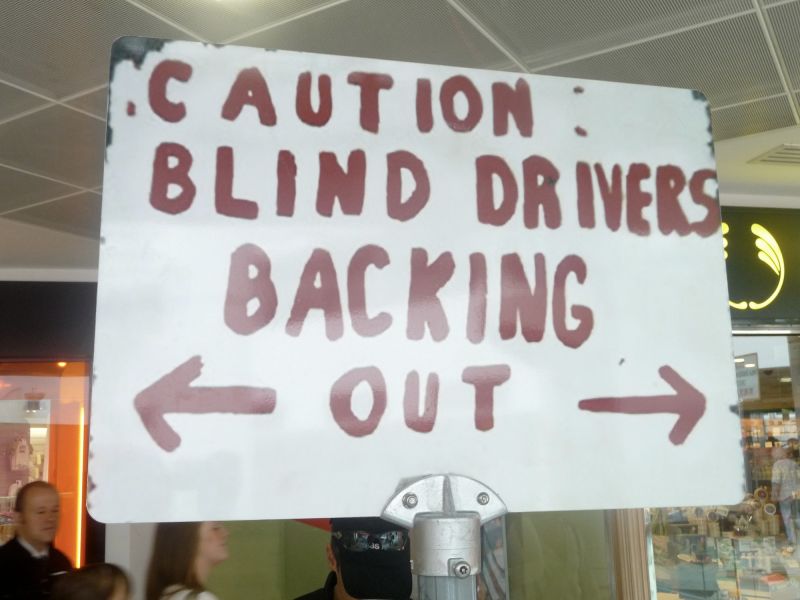 CAUTION :
BLIND DRIVERS
BACKING
← OUT →